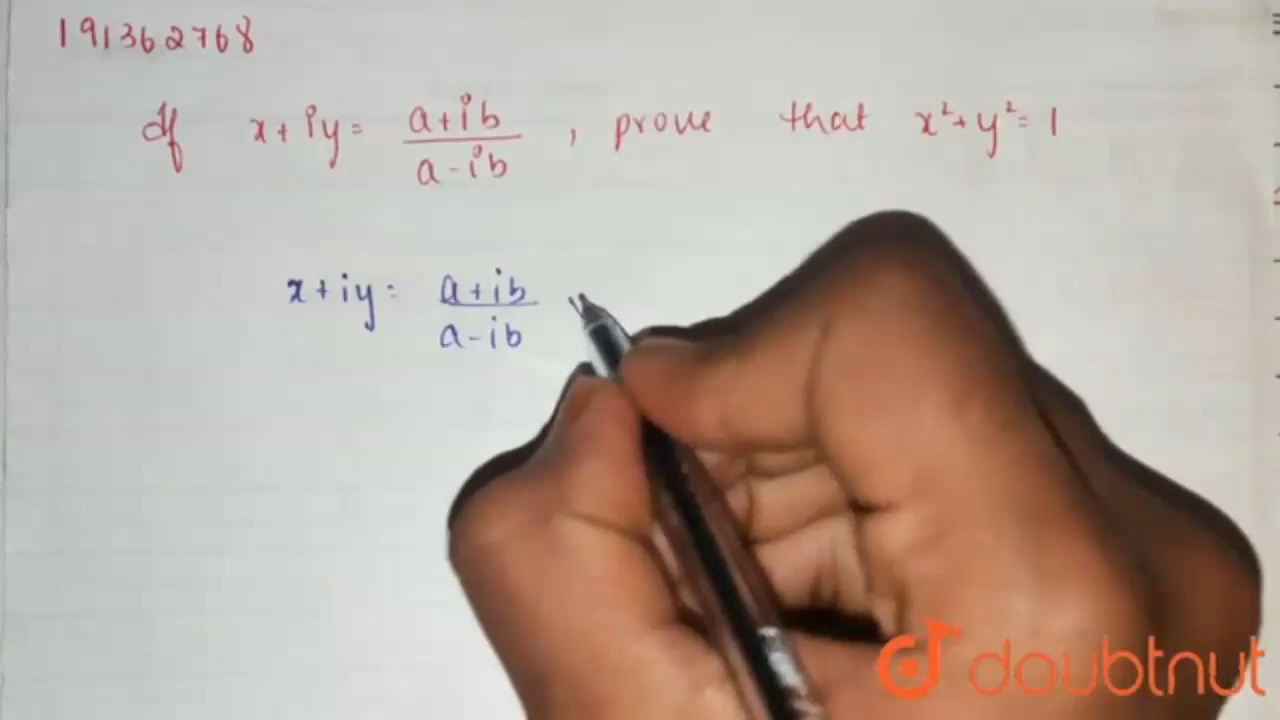 191362768
If x + iy = a+ib / a-ib , prove that x² + y² = 1
x + iy = a+ib / a-ib
doubtnut